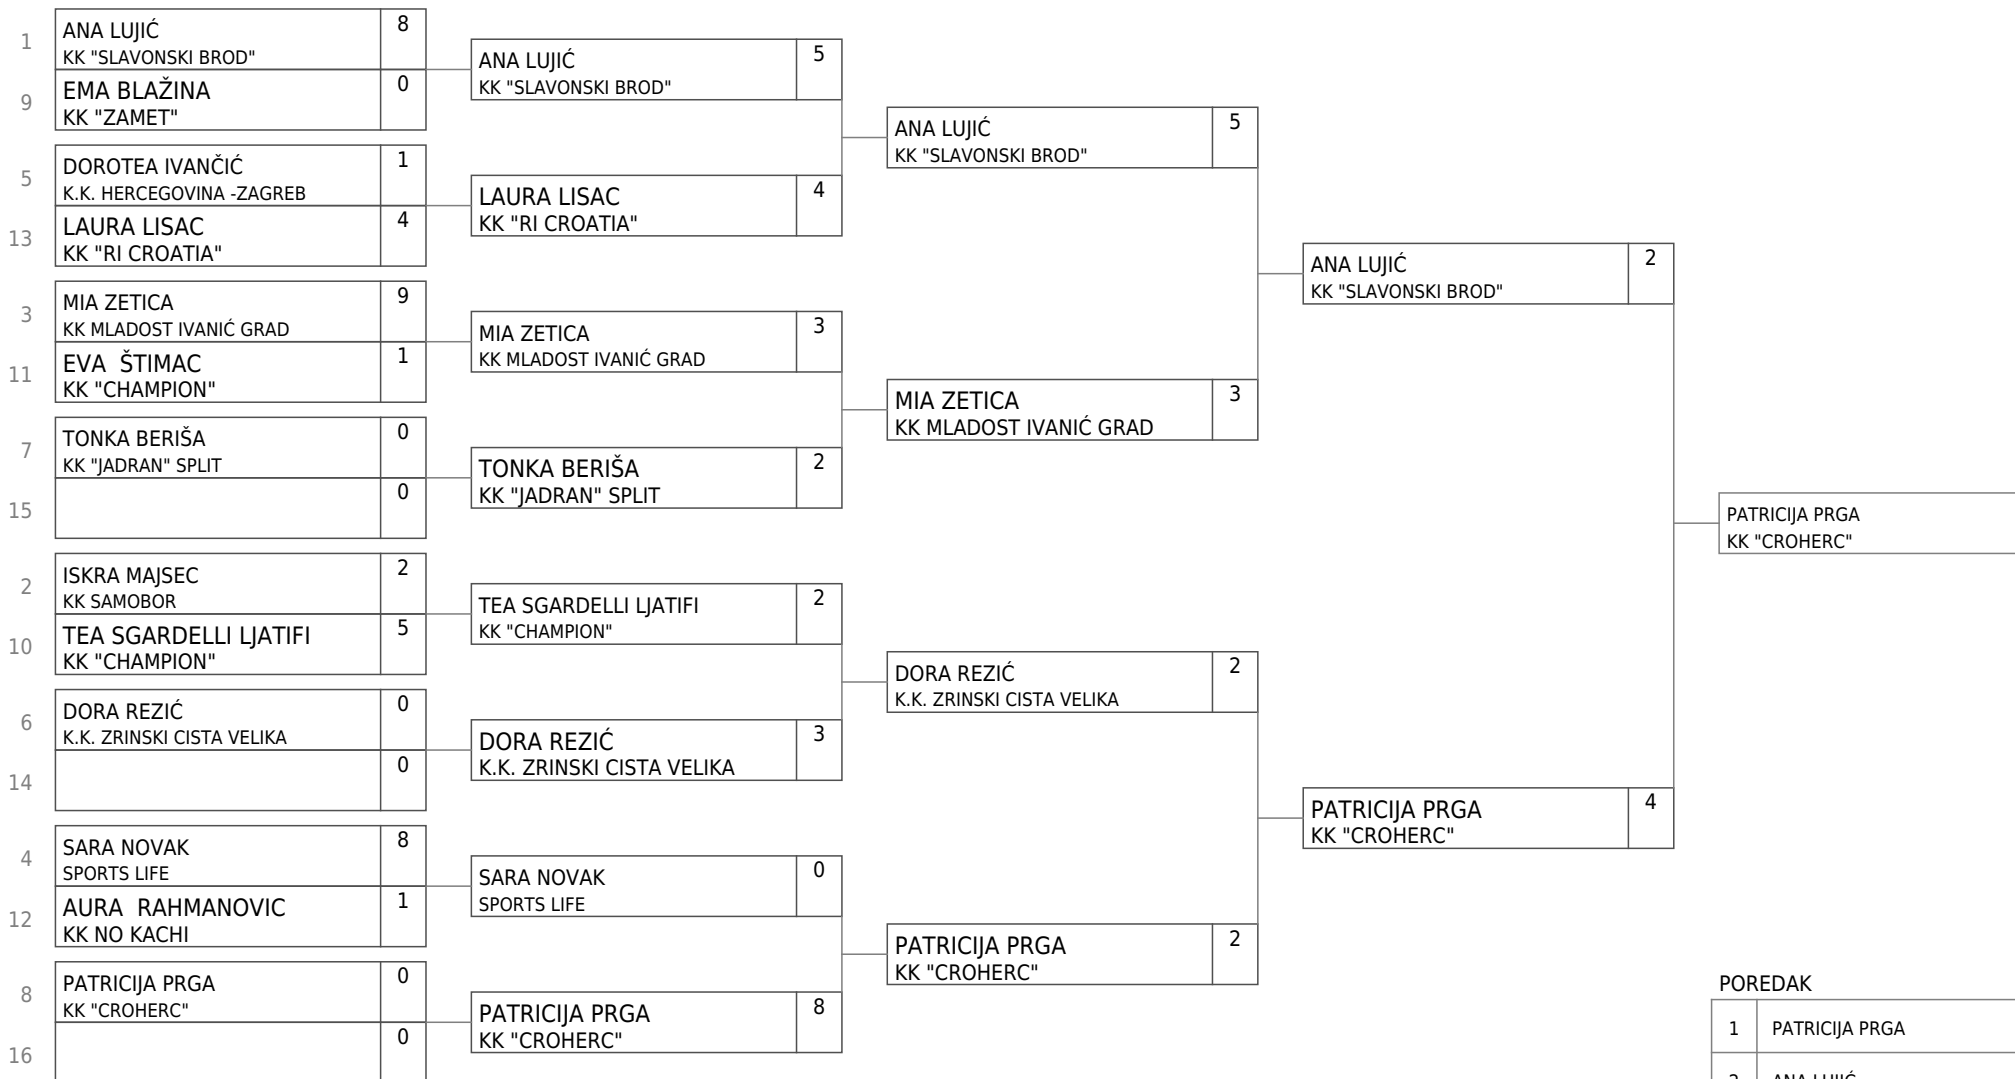 1
ANA LUJIĆ 8
KK "SLAVONSKI BROD"
9
EMA BLAŽINA 0
KK "ZAMET"
5
DOROTEA IVANČIĆ 1
K.K. HERCEGOVINA -ZAGREB
13
LAURA LISAC 4
KK "RI CROATIA"
3
MIA ZETICA 9
KK MLADOST IVANIĆ GRAD
11
EVA  ŠTIMAC 1
KK "CHAMPION"
7
TONKA BERIŠA 0
KK "JADRAN" SPLIT
15
0
2
ISKRA MAJSEC 2
KK SAMOBOR
10
TEA SGARDELLI LJATIFI 5
KK "CHAMPION"
6
DORA REZIĆ 0
K.K. ZRINSKI CISTA VELIKA
14
0
4
SARA NOVAK 8
SPORTS LIFE
12
AURA  RAHMANOVIC 1
KK NO KACHI
8
PATRICIJA PRGA 0
KK "CROHERC"
16
0
ANA LUJIĆ 5
KK "SLAVONSKI BROD"
LAURA LISAC 4
KK "RI CROATIA"
MIA ZETICA 3
KK MLADOST IVANIĆ GRAD
TONKA BERIŠA 2
KK "JADRAN" SPLIT
TEA SGARDELLI LJATIFI 2
KK "CHAMPION"
DORA REZIĆ 3
K.K. ZRINSKI CISTA VELIKA
SARA NOVAK 0
SPORTS LIFE
PATRICIJA PRGA 8
KK "CROHERC"
ANA LUJIĆ 5
KK "SLAVONSKI BROD"
MIA ZETICA 3
KK MLADOST IVANIĆ GRAD
DORA REZIĆ 2
K.K. ZRINSKI CISTA VELIKA
PATRICIJA PRGA 2
KK "CROHERC"
ANA LUJIĆ 2
KK "SLAVONSKI BROD"
PATRICIJA PRGA 4
KK "CROHERC"
PATRICIJA PRGA
KK "CROHERC"
POREDAK
1 PATRICIJA PRGA
2 ANA LUJIĆ